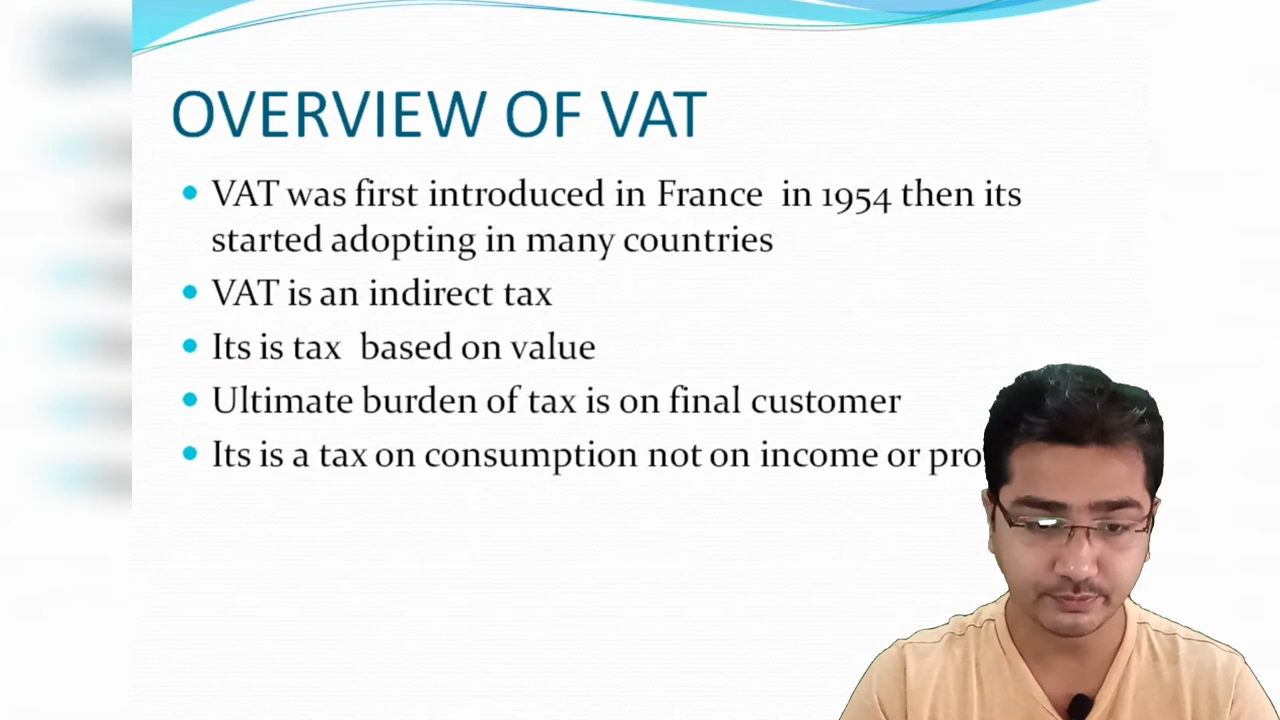 OVERVIEW OF VAT
VAT was first introduced in France in 1954 then its
started adopting in many countries
VAT is an indirect tax
Its is tax based on value
Ultimate burden of tax is on final customer
Its is a tax on consumption not on income or